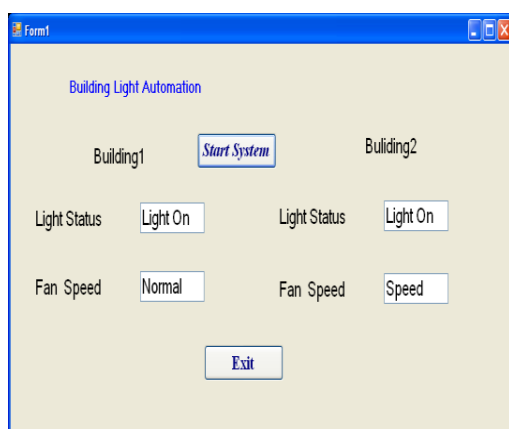 Form1
Building Light Automation
Building1
Start System
Buliding2
Light Status
Light On
Light Status
Light On
Fan Speed
Normal
Fan Speed
Speed
Exit